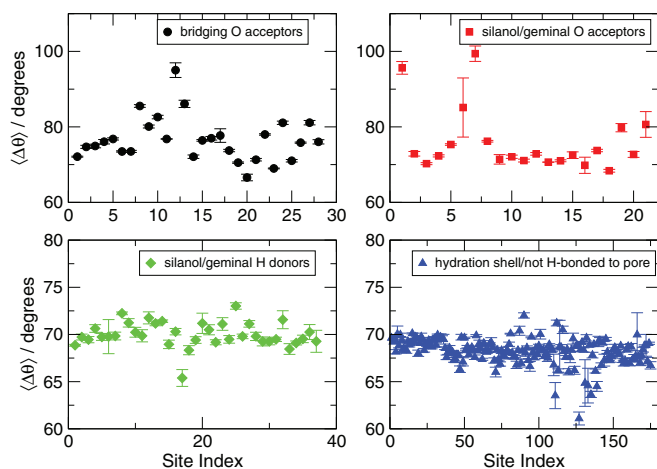 bridging O acceptors
silanol/geminal O acceptors
100
80
60
⟨Δθ⟩ / degrees
0 5 10 15 20 25 30
100
80
60
0 5 10 15 20
silanol/geminal H donors
hydration shell/not H-bonded to pore
80
75
70
65
60
⟨Δθ⟩ / degrees
0 20 40
Site Index
80
75
70
65
60
0 50 100 150
Site Index